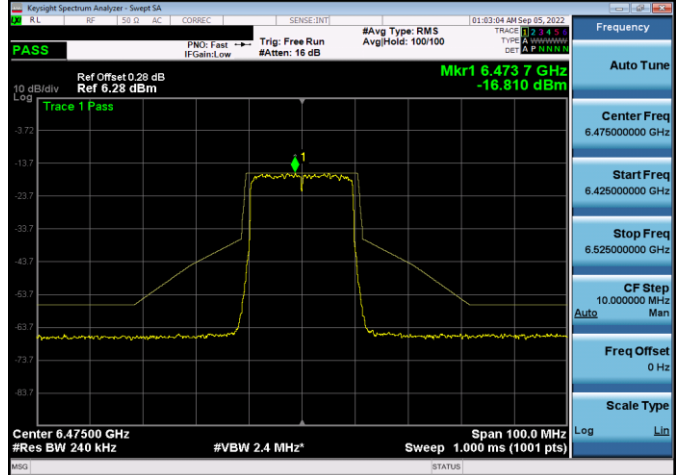 Keysight Spectrum Analyzer - Swept SA
RL RF 50 Ω AC CORREC SENSE:INT 01:03:04 AM Sep 05, 2022
PASS
PNO: Fast
IFGain:Low
Trig: Free Run
#Atten: 16 dB
#Avg Type: RMS
Avg|Hold: 100/100
TRACE 1 2 3 4 5 6
TYPE A WWWWW
DET A P N N N N
Mkr1 6.473 7 GHz
-16.810 dBm
Ref Offset 0.28 dB
Ref 6.28 dBm
10 dB/div
Log
Trace 1 Pass
1
-3.72
-13.7
-23.7
-33.7
-43.7
-53.7
-63.7
-73.7
-83.7
Center 6.47500 GHz
#Res BW 240 kHz
#VBW 2.4 MHz*
Span 100.0 MHz
Sweep 1.000 ms (1001 pts)
MSG
STATUS
Frequency
Auto Tune
Center Freq
6.475000000 GHz
Start Freq
6.425000000 GHz
Stop Freq
6.525000000 GHz
CF Step
10.000000 MHz
Auto Man
Freq Offset
0 Hz
Scale Type
Log Lin